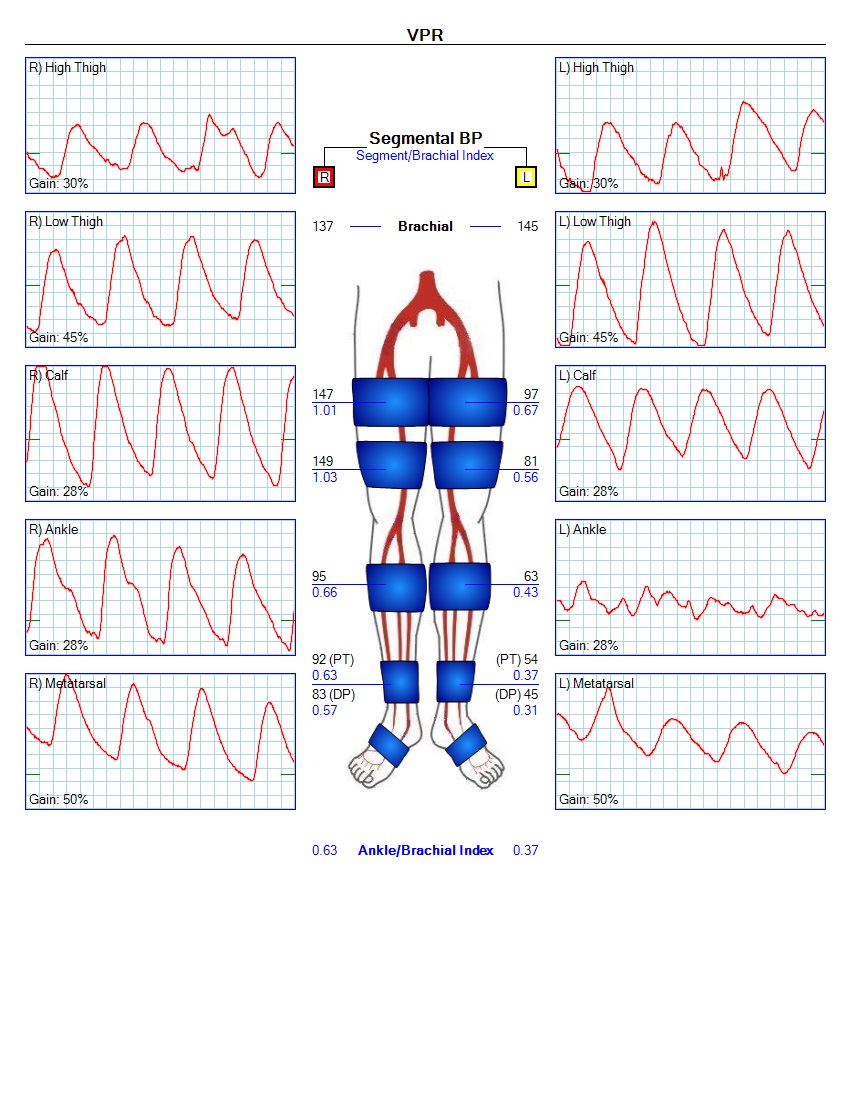 VPR
R) High Thigh
Gain: 30%
L) High Thigh
Gain: 30%
Segmental BP
Segment/Brachial Index
R
L
137 Brachial 145
R) Low Thigh
Gain: 45%
L) Low Thigh
Gain: 45%
R) Calf
Gain: 28%
L) Calf
Gain: 28%
147
1.01
97
0.67
149
1.03
81
0.56
R) Ankle
Gain: 28%
L) Ankle
Gain: 28%
95
0.66
63
0.43
R) Metatarsal
Gain: 50%
L) Metatarsal
Gain: 50%
92 (PT)
0.63
83 (DP)
0.57
(PT) 54
0.37
(DP) 45
0.31
0.63 Ankle/Brachial Index 0.37